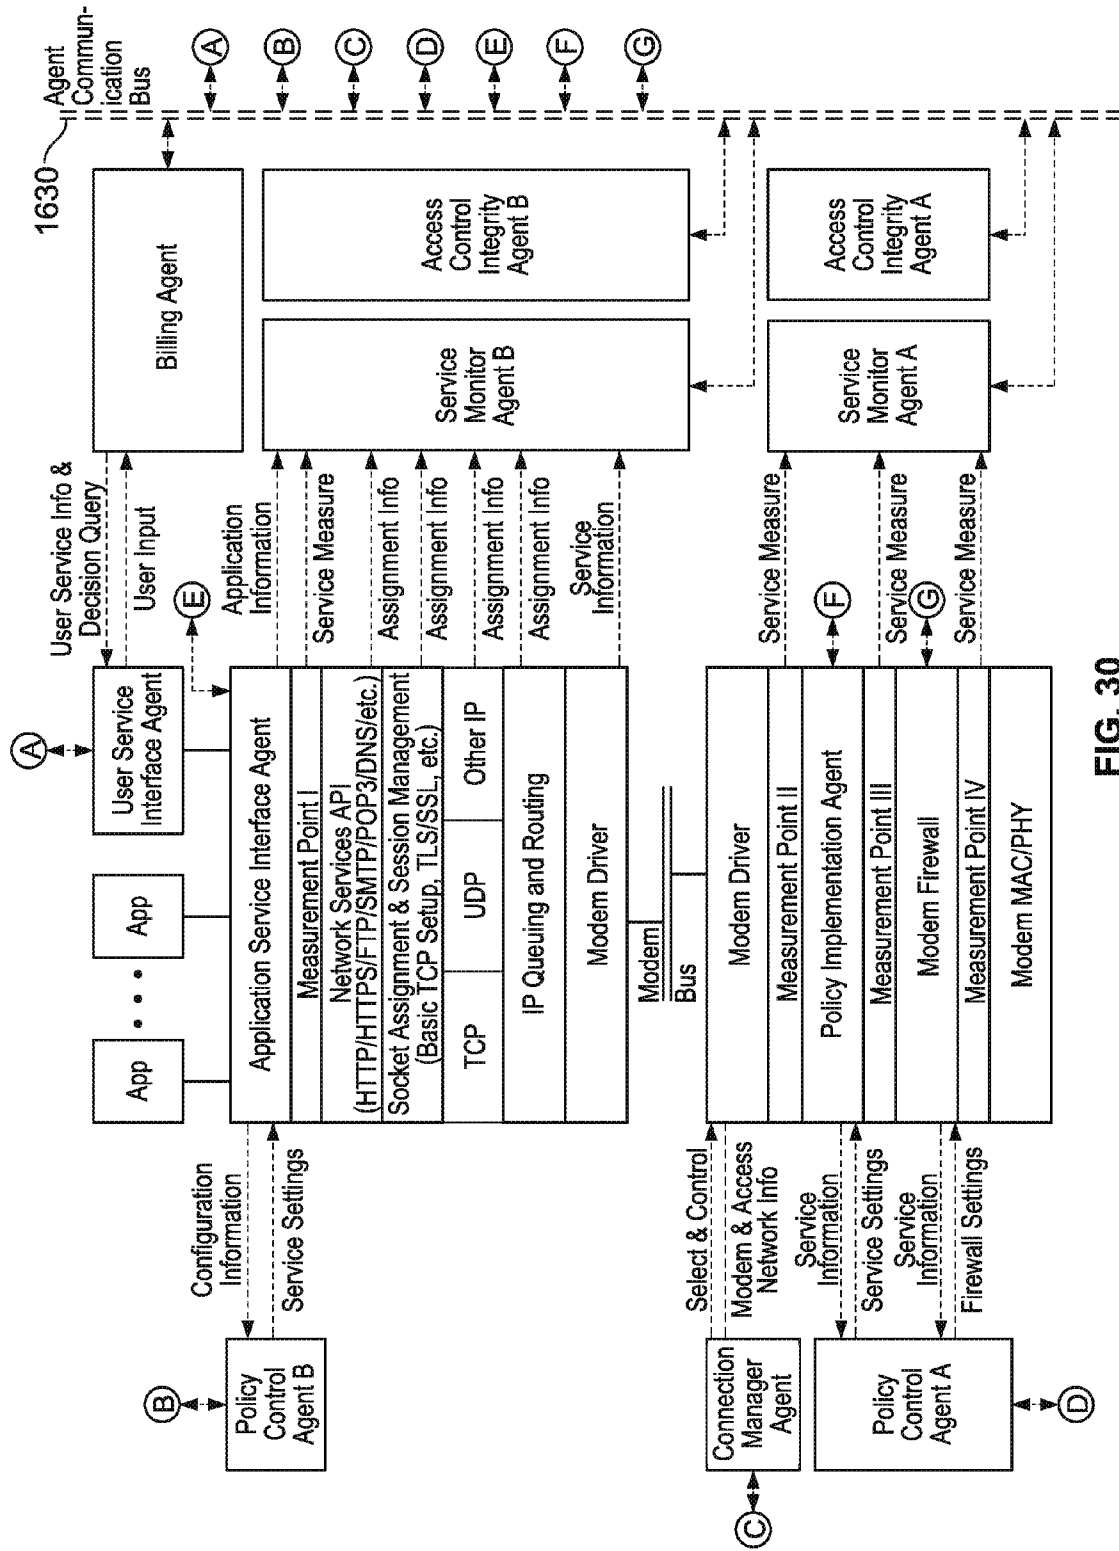 1630
Agent
Commun-
ication
Bus
A
B
C
D
E
F
G
Billing Agent
Access
Control
Integrity
Agent B
Access
Control
Integrity
Agent A
Service
Monitor
Agent B
Service
Monitor
Agent A
User Service Info &
Decision Query
User Input
E
Application
Information
Service Measure
Assignment Info
Assignment Info
Assignment Info
Assignment Info
Service
Information
Service Measure
F
Service Measure
G
Service Measure
A
User Service
Interface Agent
App
App
Application Service Interface Agent
Measurement Point I
Network Services API
(HTTP/HTTPS/FTP/SMTP/POP3/DNS/etc.)
Socket Assignment & Session Management
(Basic TCP Setup, TLS/SSL, etc.)
TCP
UDP
Other IP
IP Queuing and Routing
Modem Driver
Modem
Bus
Modem Driver
Measurement Point II
Policy Implementation Agent
Measurement Point III
Modem Firewall
Measurement Point IV
Modem MAC/PHY
Configuration
Information
Service Settings
Select & Control
Modem & Access
Network Info
Service
Information
Service Settings
Service
Information
Firewall Settings
B
Policy
Control
Agent B
Connection
Manager
Agent
C
Policy
Control
Agent A
D
FIG. 30